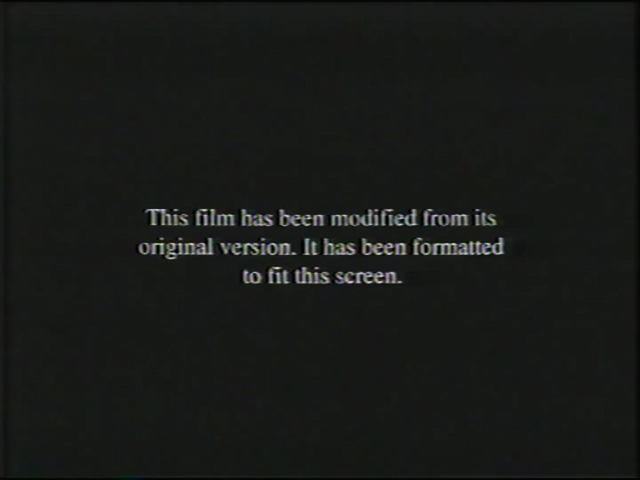 This film has been modified from its
original version. It has been formatted
to fit this screen.